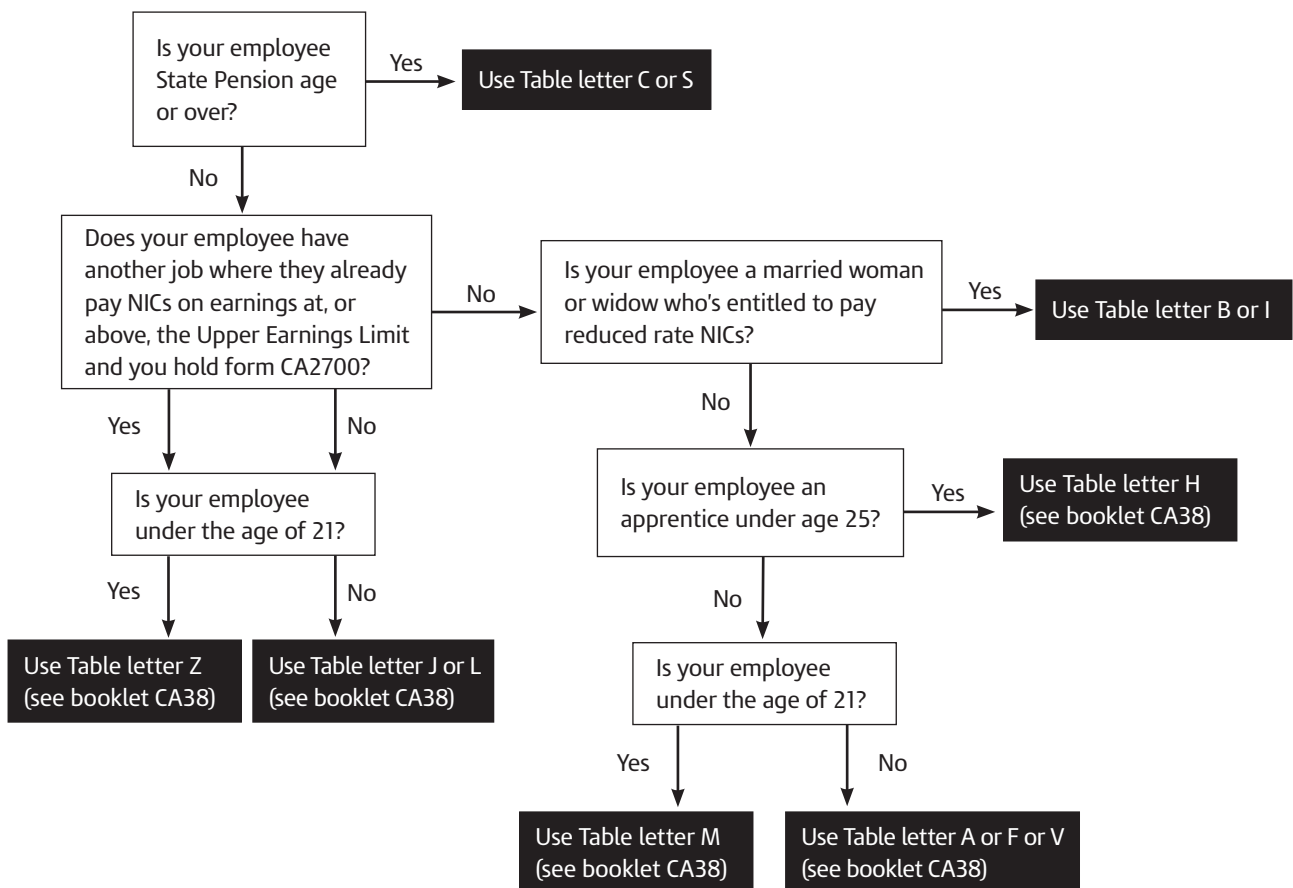 Is your employee
State Pension age
or over?
Yes
Use Table letter C or S
No
Does your employee have
another job where they already
pay NICs on earnings at, or
above, the Upper Earnings Limit
and you hold form CA2700?
No
Is your employee a married woman
or widow who's entitled to pay
reduced rate NICs?
Yes
Use Table letter B or I
Yes
No
No
Is your employee
under the age of 21?
Is your employee an
apprentice under age 25?
Yes
Use Table letter H
(see booklet CA38)
Yes
No
No
Use Table letter Z
(see booklet CA38)
Use Table letter J or L
(see booklet CA38)
Is your employee
under the age of 21?
Yes
No
Use Table letter M
(see booklet CA38)
Use Table letter A or F or V
(see booklet CA38)